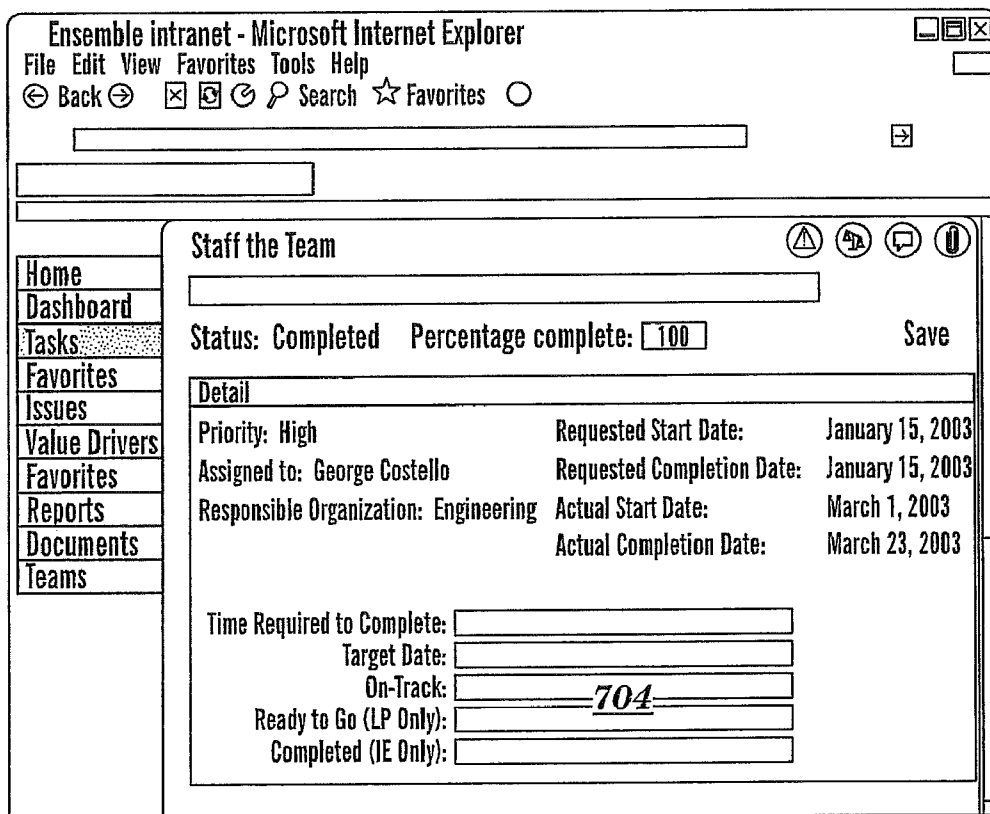 Ensemble intranet - Microsoft Internet Explorer
File Edit View Favorites Tools Help
Back Search Favorites
Staff the Team
Home
Dashboard
Tasks
Favorites
Issues
Value Drivers
Favorites
Reports
Documents
Teams
Status: Completed Percentage complete: 100 Save
Detail
Priority: High Requested Start Date: January 15, 2003
Assigned to: George Costello Requested Completion Date: January 15, 2003
Responsible Organization: Engineering Actual Start Date: March 1, 2003
Actual Completion Date: March 23, 2003
Time Required to Complete:
Target Date:
On-Track:
704
Ready to Go (LP Only):
Completed (IE Only):